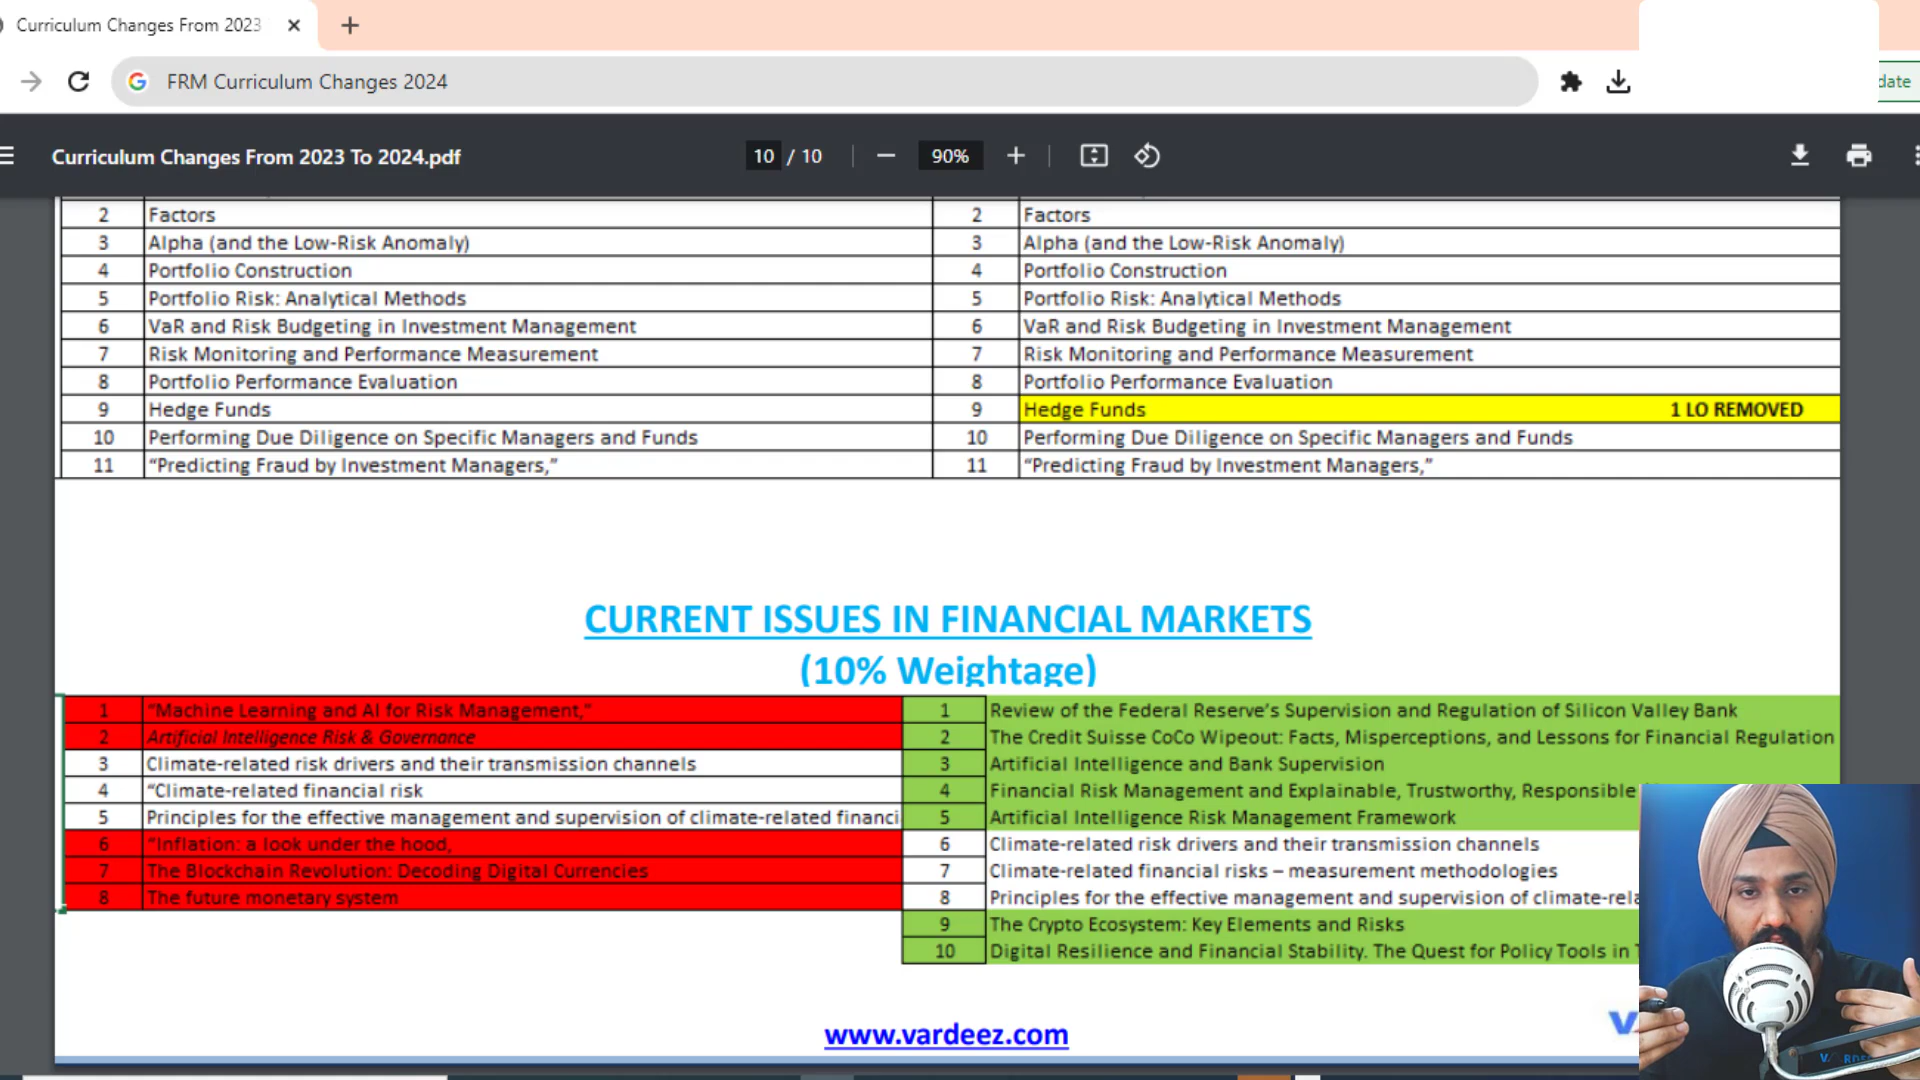 Curriculum Changes From 2023
FRM Curriculum Changes 2024
date
Curriculum Changes From 2023 To 2024.pdf
10 / 10
90%
2 Factors 2 Factors
3 Alpha (and the Low-Risk Anomaly) 3 Alpha (and the Low-Risk Anomaly)
4 Portfolio Construction 4 Portfolio Construction
5 Portfolio Risk: Analytical Methods 5 Portfolio Risk: Analytical Methods
6 VaR and Risk Budgeting in Investment Management 6 VaR and Risk Budgeting in Investment Management
7 Risk Monitoring and Performance Measurement 7 Risk Monitoring and Performance Measurement
8 Portfolio Performance Evaluation 8 Portfolio Performance Evaluation
9 Hedge Funds 9 Hedge Funds 1 LO REMOVED
10 Performing Due Diligence on Specific Managers and Funds 10 Performing Due Diligence on Specific Managers and Funds
11 “Predicting Fraud by Investment Managers,” 11 “Predicting Fraud by Investment Managers,”
CURRENT ISSUES IN FINANCIAL MARKETS
(10% Weightage)
1 “Machine Learning and AI for Risk Management,” 1 Review of the Federal Reserve’s Supervision and Regulation of Silicon Valley Bank
2 Artificial Intelligence Risk & Governance 2 The Credit Suisse CoCo Wipeout: Facts, Misperceptions, and Lessons for Financial Regulation
3 Climate-related risk drivers and their transmission channels 3 Artificial Intelligence and Bank Supervision
4 “Climate-related financial risk 4 Financial Risk Management and Explainable, Trustworthy, Responsible
5 Principles for the effective management and supervision of climate-related financi 5 Artificial Intelligence Risk Management Framework
6 “Inflation: a look under the hood, 6 Climate-related risk drivers and their transmission channels
7 The Blockchain Revolution: Decoding Digital Currencies 7 Climate-related financial risks – measurement methodologies
8 The future monetary system 8 Principles for the effective management and supervision of climate-rela
9 The Crypto Ecosystem: Key Elements and Risks
10 Digital Resilience and Financial Stability. The Quest for Policy Tools in T
www.vardeez.com